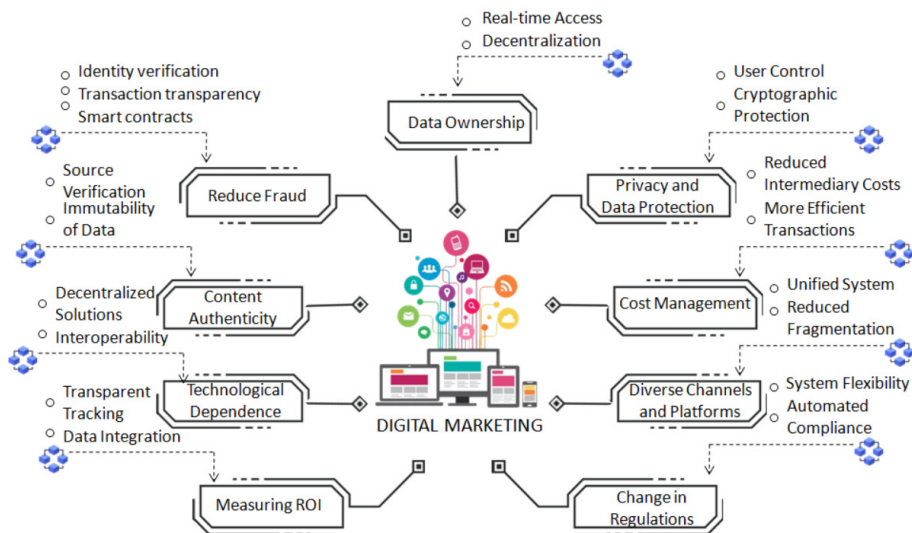 Real-time Access
Decentralization
Data Ownership
Identity verification
Transaction transparency
Smart contracts
Reduce Fraud
User Control
Cryptographic
Protection
Privacy and
Data Protection
Source
Verification
Immutability
of Data
Content
Authenticity
Reduced
Intermediary Costs
More Efficient
Transactions
Cost Management
Decentralized
Solutions
Interoperability
Technological
Dependence
Unified System
Reduced
Fragmentation
Diverse Channels
and Platforms
DIGITAL MARKETING
Transparent
Tracking
Data Integration
Measuring ROI
System Flexibility
Automated
Compliance
Change in
Regulations